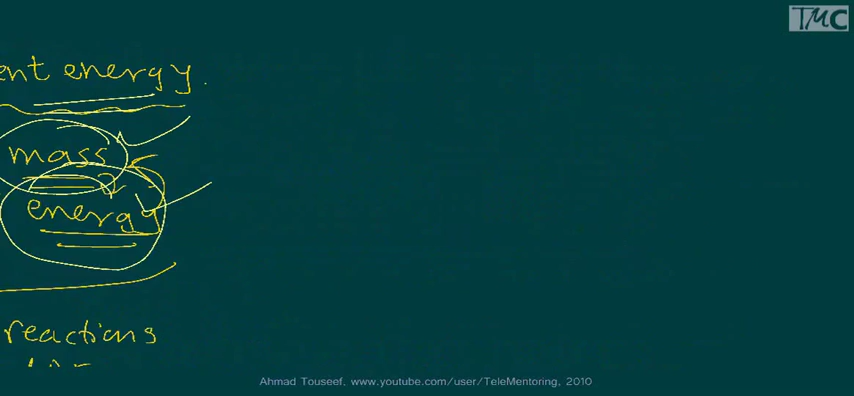 TMC
ent energy.
mass
energy
reactions
Ahmad Touseef, www.youtube.com/user/TeleMentoring, 2010